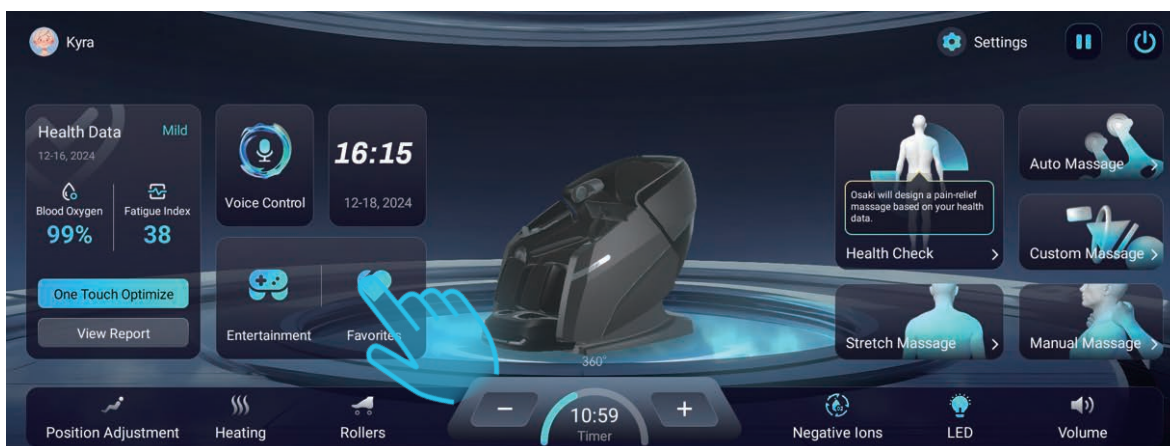 Kyra
Settings
Health Data
Mild
12-16, 2024
Blood Oxygen
99%
Fatigue Index
38
One Touch Optimize
View Report
Voice Control
16:15
12-18, 2024
Entertainment
Favorites
360°
Osaki will design a pain-relief
massage based on your health
data.
Health Check >
Auto Massage >
Custom Massage >
Stretch Massage >
Manual Massage >
Position Adjustment
Heating
Rollers
−
10:59
Timer
+
Negative Ions
LED
Volume